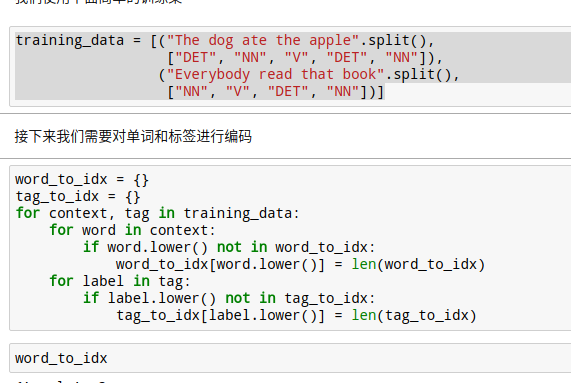 training_data = [("The dog ate the apple".split(),
                  ["DET", "NN", "V", "DET", "NN"]),
                 ("Everybody read that book".split(),
                  ["NN", "V", "DET", "NN"])]
接下来我们需要对单词和标签进行编码
word_to_idx = {}
tag_to_idx = {}
for context, tag in training_data:
    for word in context:
        if word.lower() not in word_to_idx:
            word_to_idx[word.lower()] = len(word_to_idx)
    for label in tag:
        if label.lower() not in tag_to_idx:
            tag_to_idx[label.lower()] = len(tag_to_idx)
word_to_idx